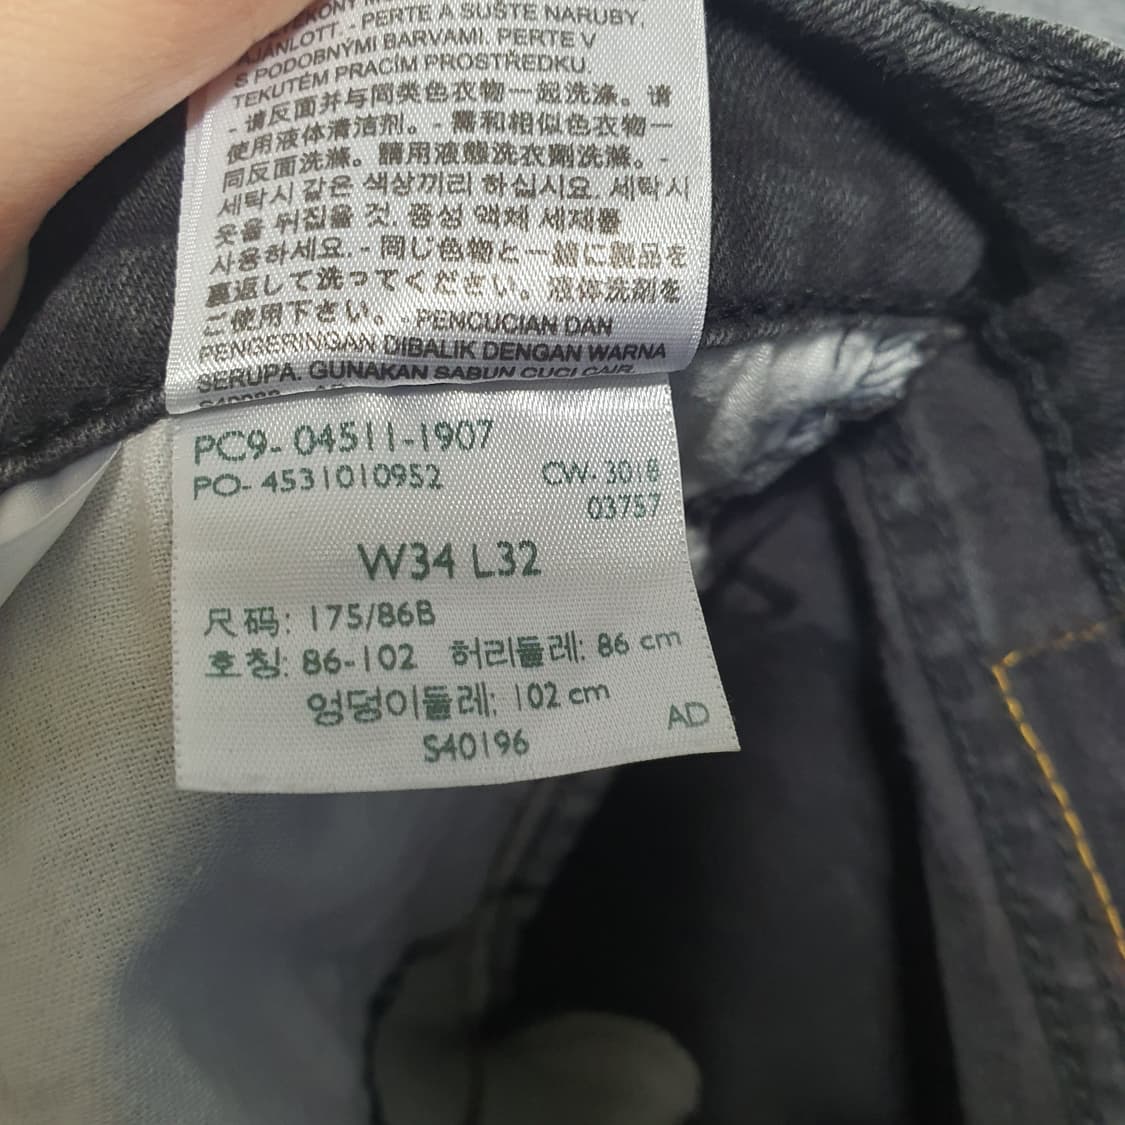 - PERTE A SUŠTE NARUBY,
AJÁNLOTT. - PERTE V
S PODOBNÝMI BARVAMI. PERTE V
TEKUTÉM PRACÍM PROSTŘEDKU.
- 请反面并与同类色衣物一起洗涤。请
使用液体清洁剂。- 需和相似色衣物一
同反面洗滌。請用液態洗衣劑洗滌。-
세탁시 같은 색상끼리 하십시요. 세탁시
옷을 뒤집을 것. 중성 액체 세제를
사용하세요. - 同じ色物と一緒に製品を
裏返して洗ってください。液体洗剤を
ご使用下さい。 PENCUCIAN DAN
PENGERINGAN DIBALIK DENGAN WARNA
SERUPA. GUNAKAN SABUN CUCI CAIR.
PC9- 04511-1907
PO- 4531010952 CW- 3018
03757
W34 L32
尺码: 175/86B
호칭: 86-102 허리둘레: 86 cm
엉덩이둘레: 102 cm
AD
S40196